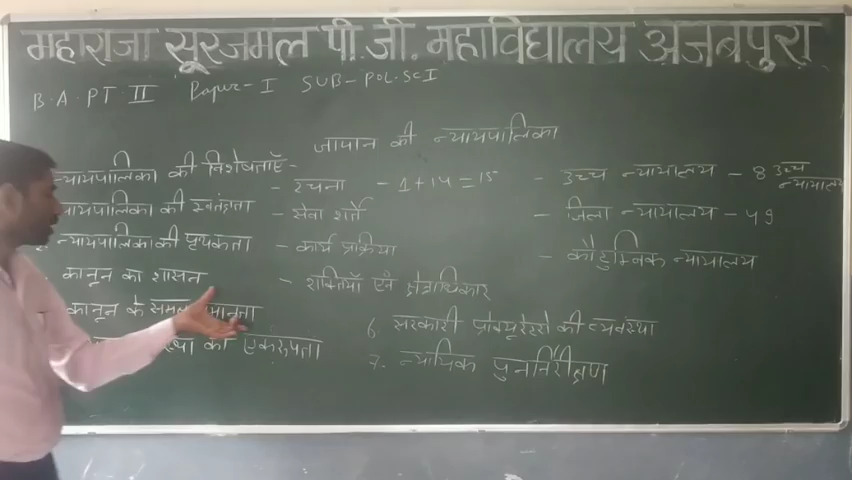 महाराजा सूरजमल पी.जी. महाविद्यालय अजबपुरा
B.A. PT II Paper-I SUB-POL.SCI
जापान की न्यायपालिका
न्यायपालिका की विशेषताएँ-
न्यायपालिका की स्वतंत्रता
न्यायपालिका की पृथकता
कानून का शासन
कानून के समक्ष
की एकरूपता
- रचना - 1+14=15
- सेवा शर्तें
- कार्य प्रक्रिया
- शक्तियाँ एवं क्षेत्राधिकार
- उच्च न्यायालय - 8 उच्च न्यायालय
- जिला न्यायालय - 49
- कौटुम्बिक न्यायालय
6. सरकारी प्रोक्यूरेटरों की व्यवस्था
7. न्यायिक पुनर्निरीक्षण